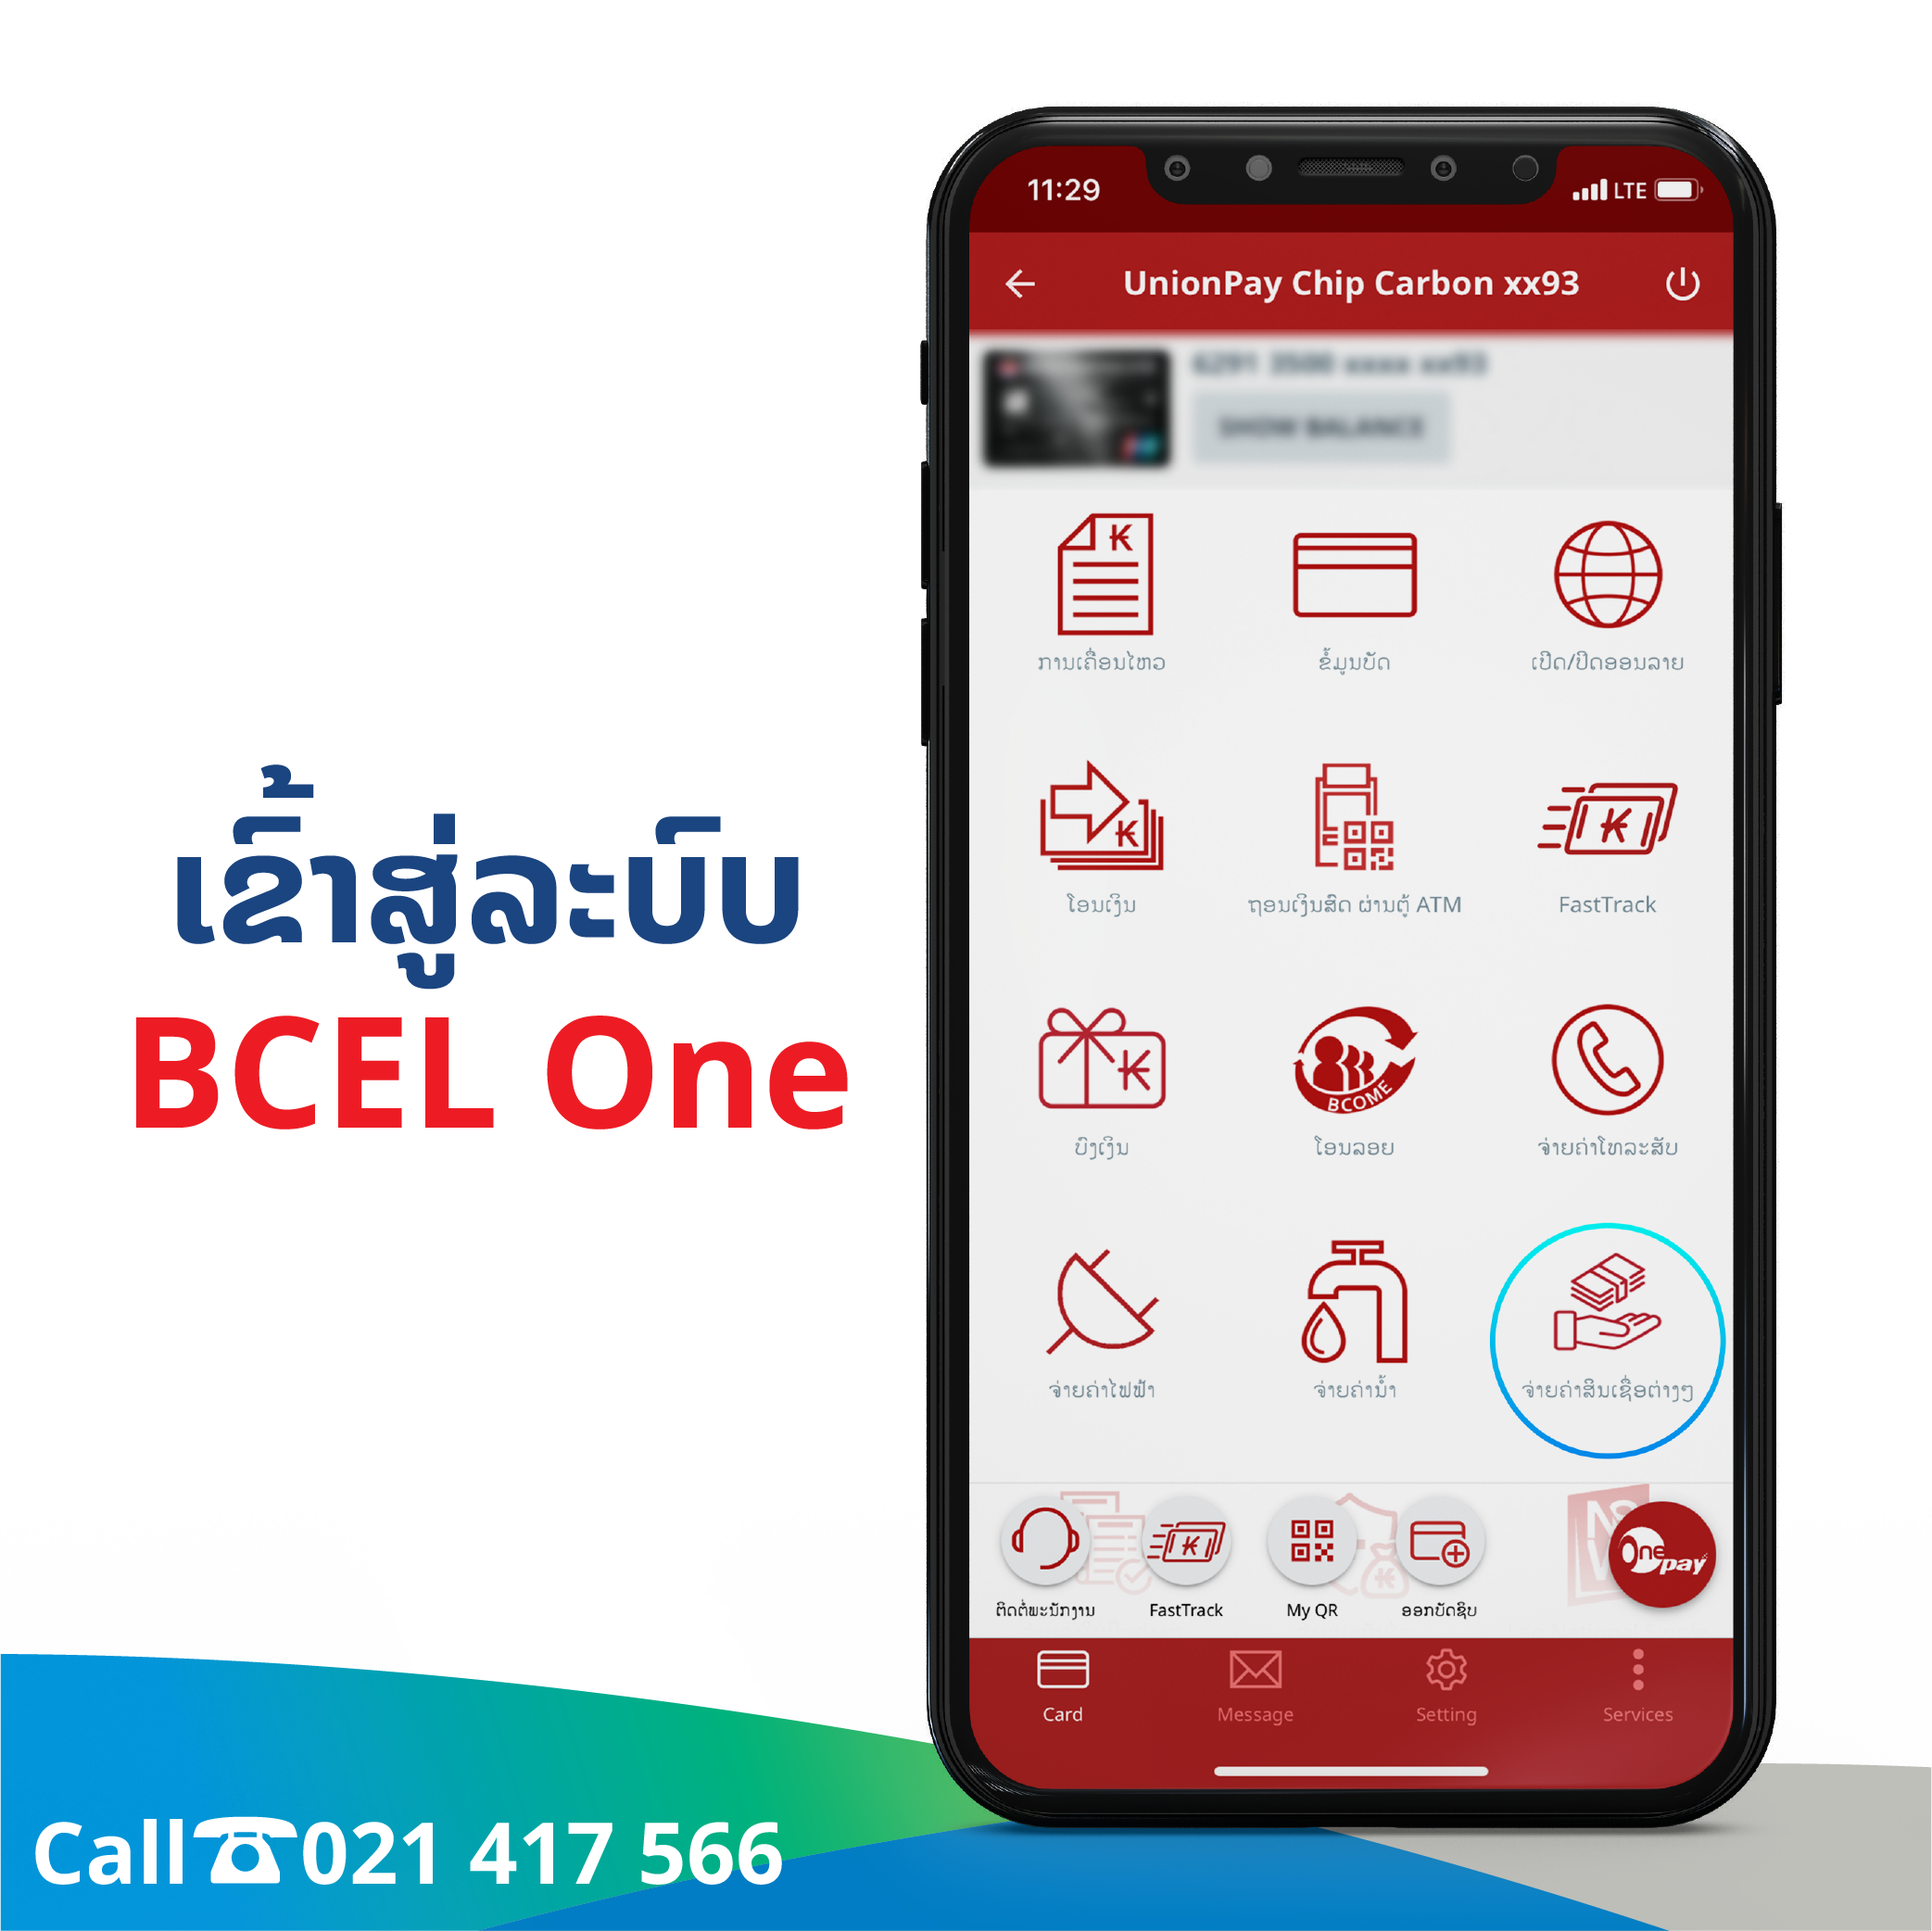 ເຂົ້າສູ່ລະບົບ
BCEL One
11:29
LTE
UnionPay Chip Carbon xx93
6291 3500 xxxx xx93
SHOW BALANCE
ການເຄື່ອນໄຫວ
ຂໍ້ມູນບັດ
ເປີດ/ປິດອອນລາຍ
ໂອນເງິນ
ຖອນເງິນສົດ ຜ່ານຕູ້ ATM
FastTrack
ບົງເງິນ
BCOME
ໂອນລອຍ
ຈ່າຍຄ່າໂທລະສັບ
ຈ່າຍຄ່າໄຟຟ້າ
ຈ່າຍຄ່ານ້ຳ
ຈ່າຍຄ່າສິນເຊື່ອຕ່າງໆ
Onepay
ຕິດຕໍ່ພະນັກງານ
FastTrack
My QR
ອອກບັດຊິບ
Card
Message
Setting
Services
Call☎021 417 566